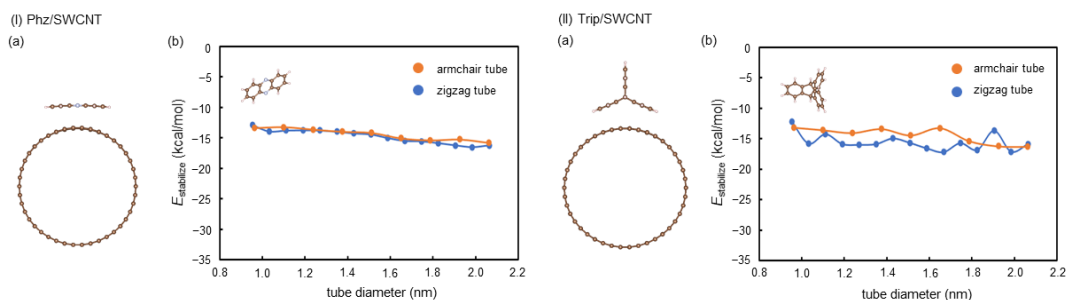 (I) Phz/SWCNT
(a)
(b)
0
−5
−10
−15
−20
−25
−30
−35
E_stabilize (kcal/mol)
armchair tube
zigzag tube
0.8 1.0 1.2 1.4 1.6 1.8 2.0 2.2
tube diameter (nm)
(II) Trip/SWCNT
(a)
(b)
0
−5
−10
−15
−20
−25
−30
−35
E_stabilize (kcal/mol)
armchair tube
zigzag tube
0.8 1.0 1.2 1.4 1.6 1.8 2.0 2.2
tube diameter (nm)